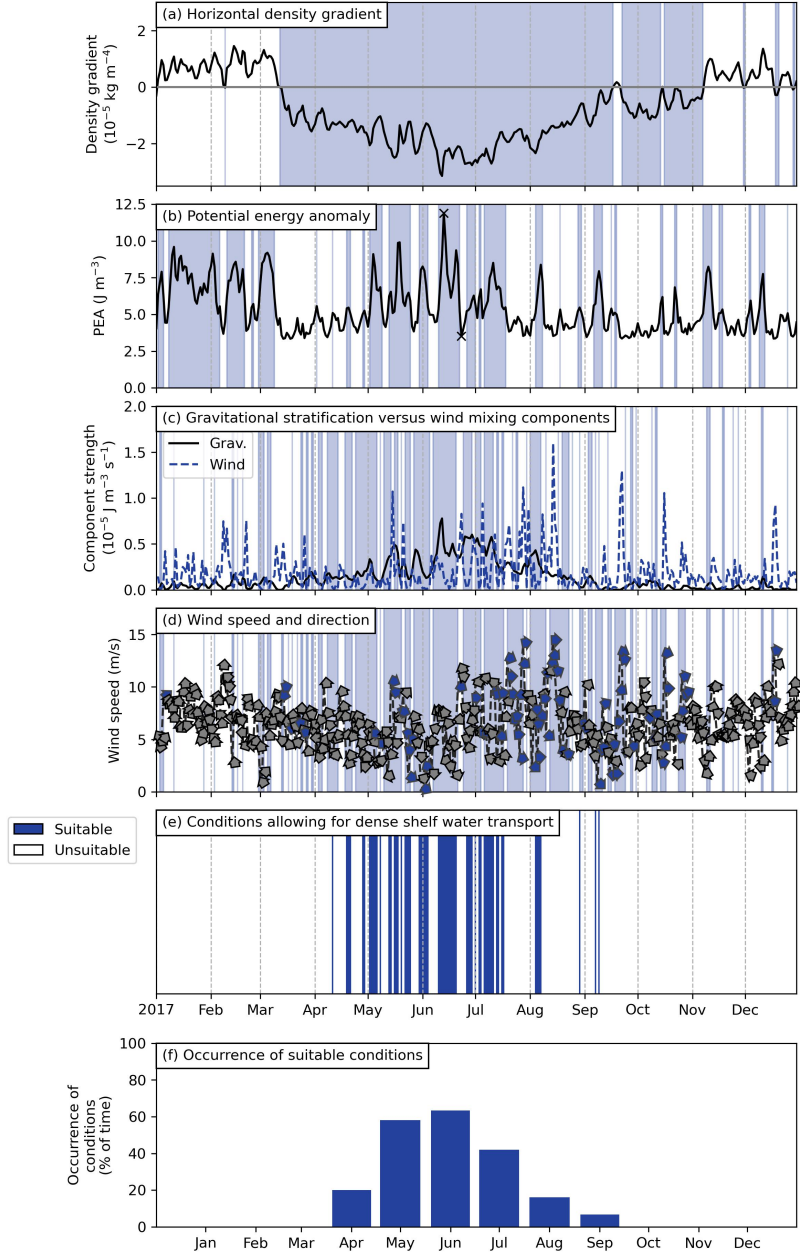 (a) Horizontal density gradient
Density gradient
(10⁻⁵ kg m⁻⁴)
2
0
−2
(b) Potential energy anomaly
PEA (J m⁻³)
12.5
10.0
7.5
5.0
2.5
0.0
(c) Gravitational stratification versus wind mixing components
Grav.
Wind
Component strength
(10⁻⁵ J m⁻³ s⁻¹)
2.0
1.5
1.0
0.5
0.0
(d) Wind speed and direction
Wind speed (m/s)
15
10
5
0
(e) Conditions allowing for dense shelf water transport
Suitable
Unsuitable
2017 Feb Mar Apr May Jun Jul Aug Sep Oct Nov Dec
(f) Occurrence of suitable conditions
Occurrence of
conditions
(% of time)
100
80
60
40
20
0
Jan Feb Mar Apr May Jun Jul Aug Sep Oct Nov Dec